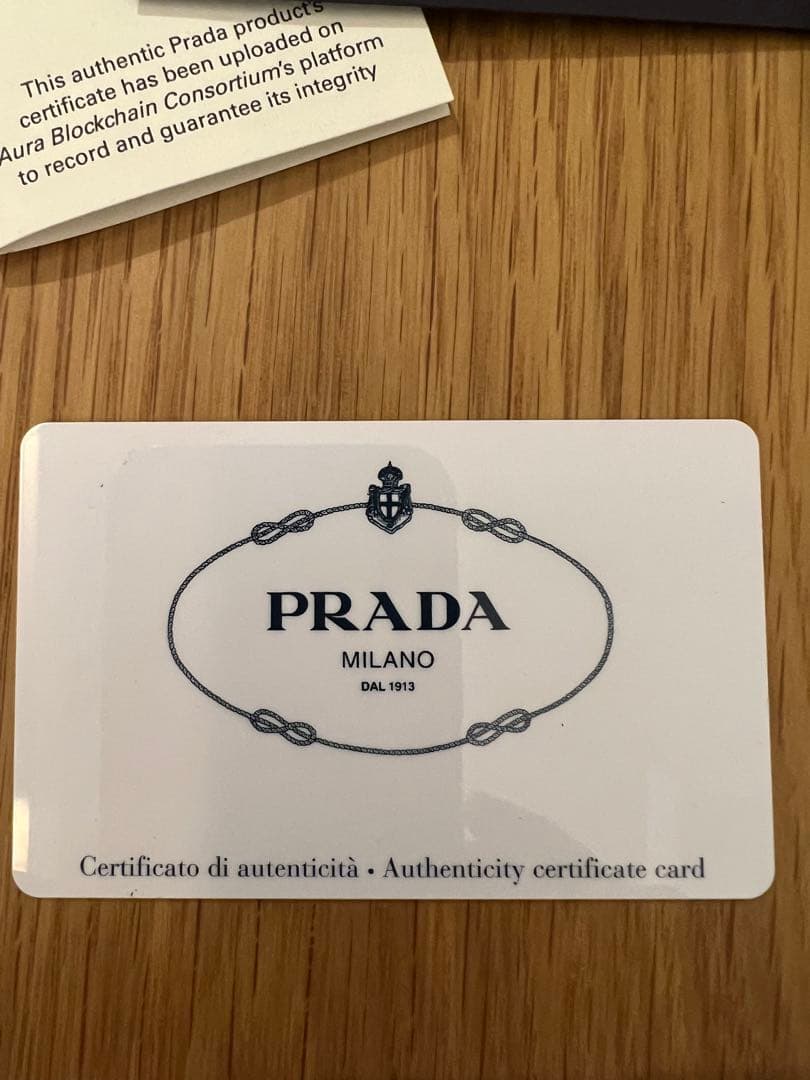 This authentic Prada product's
certificate has been uploaded on
Aura Blockchain Consortium's platform
to record and guarantee its integrity
PRADA
MILANO
DAL 1913
Certificato di autenticità • Authenticity certificate card